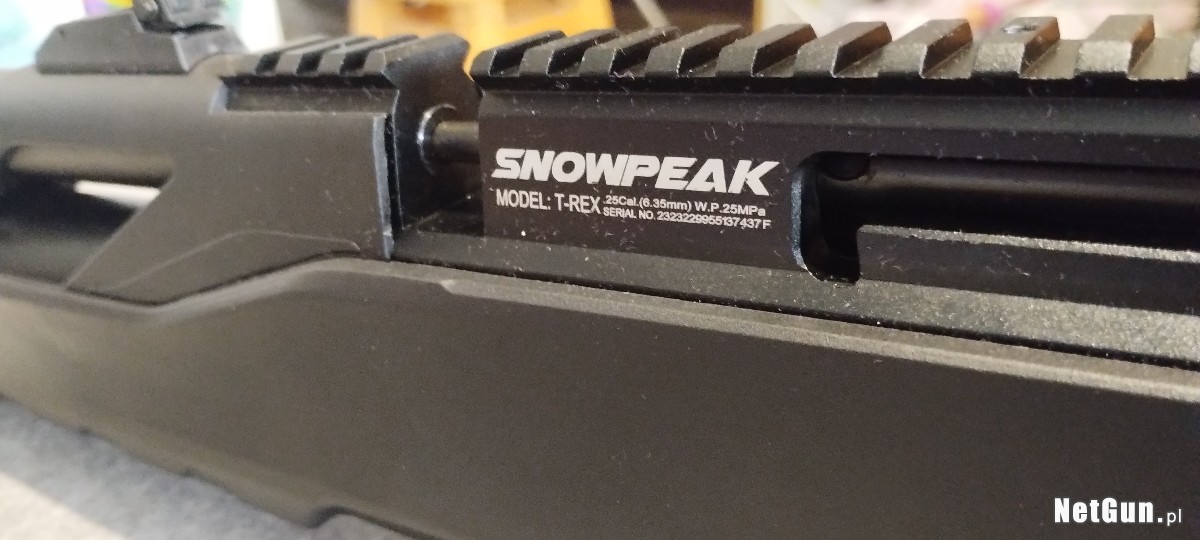 SNOWPEAK
MODEL: T-REX .25Cal.(6.35mm) W.P.25MPa
SERIAL NO. 2323229955137437F
NetGun.pl